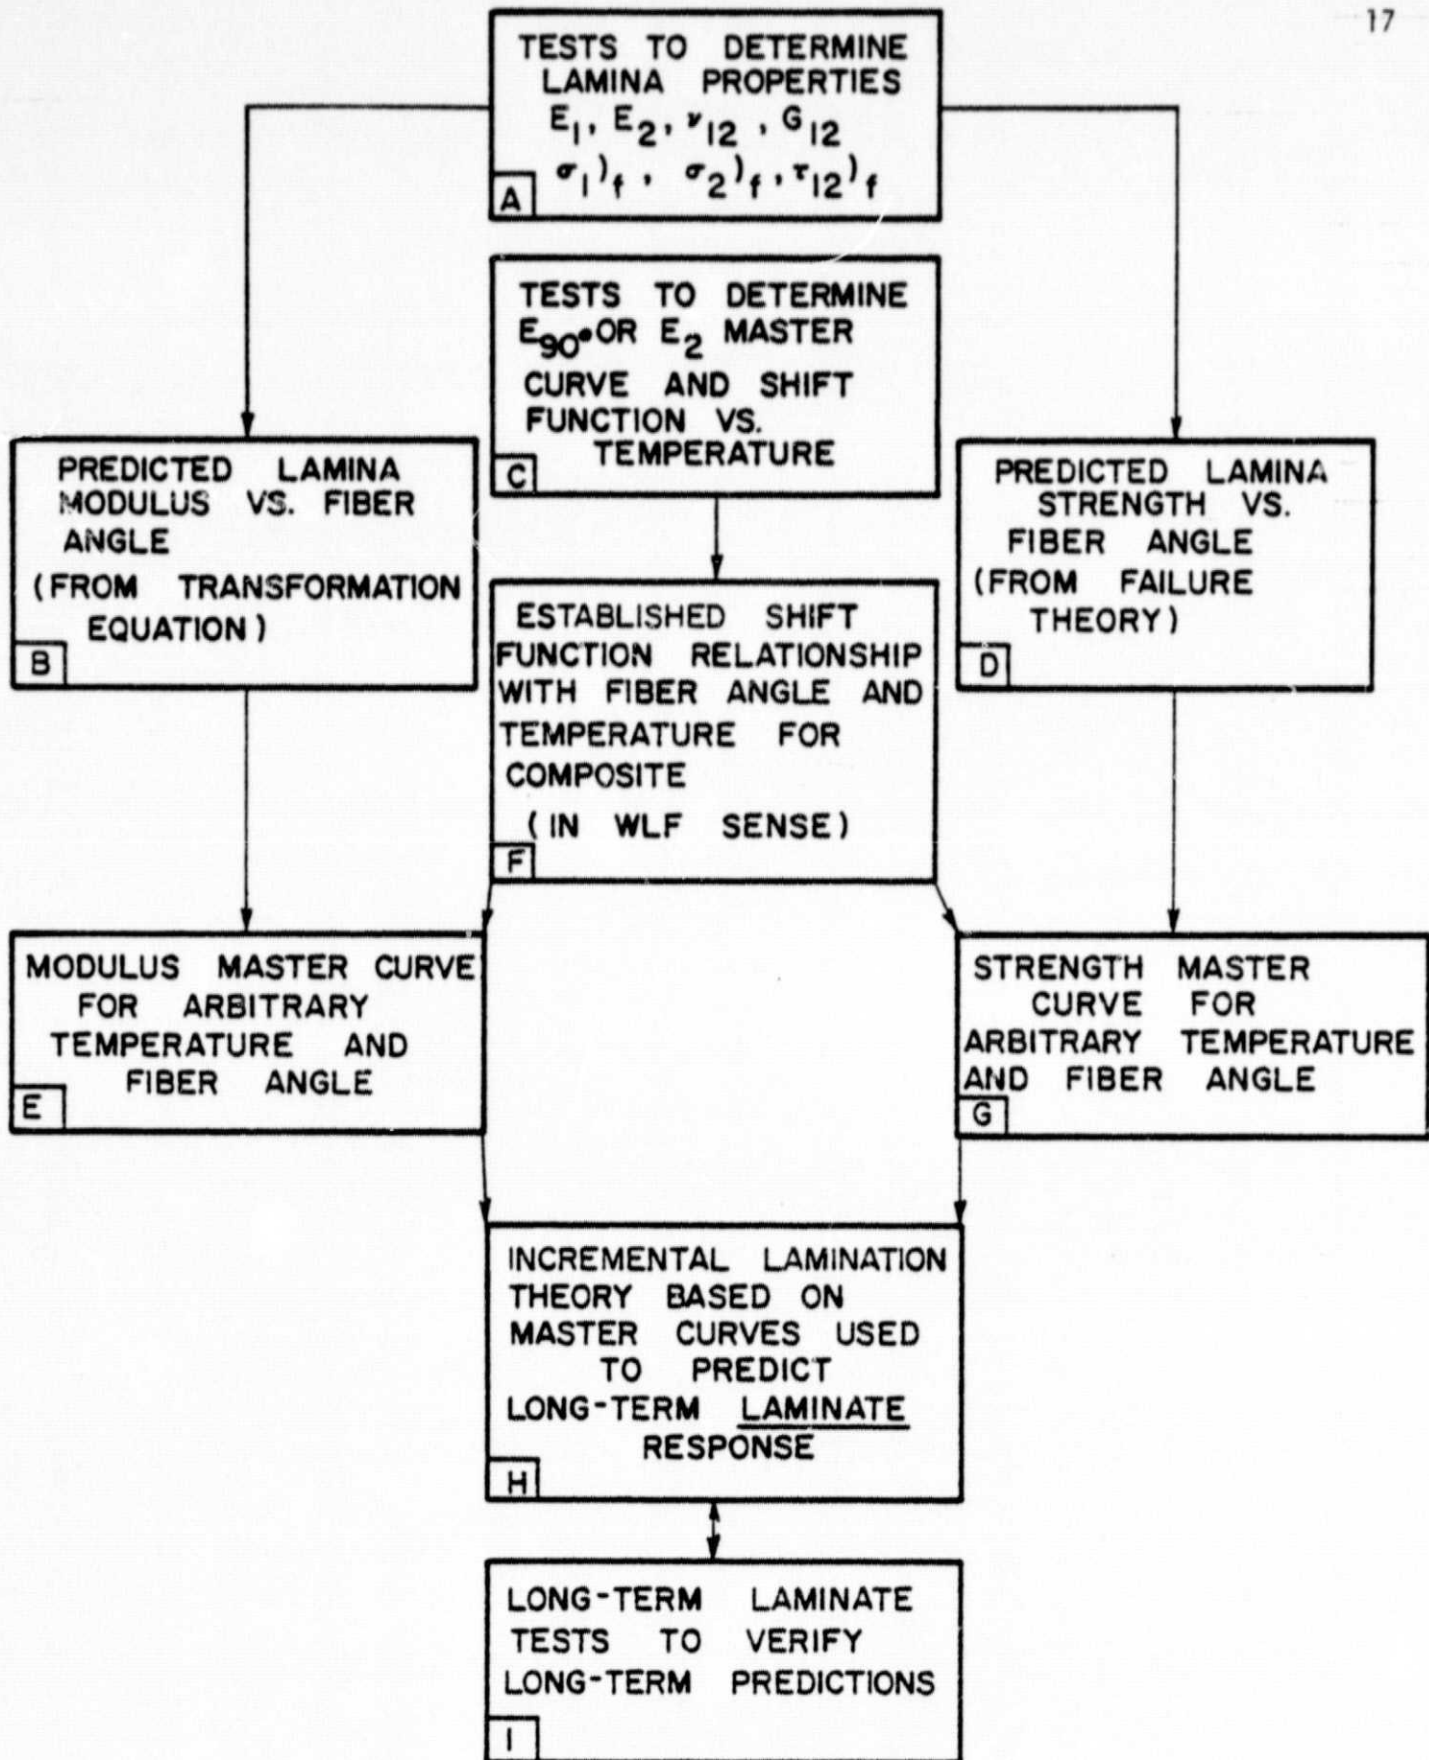 17
TESTS TO DETERMINE
LAMINA PROPERTIES
E₁, E₂, ν₁₂, G₁₂
σ₁)f, σ₂)f, τ₁₂)f
A
TESTS TO DETERMINE
E₉₀° OR E₂ MASTER
CURVE AND SHIFT
FUNCTION VS.
TEMPERATURE
C
PREDICTED LAMINA
MODULUS VS. FIBER
ANGLE
(FROM TRANSFORMATION
EQUATION)
B
PREDICTED LAMINA
STRENGTH VS.
FIBER ANGLE
(FROM FAILURE
THEORY)
D
ESTABLISHED SHIFT
FUNCTION RELATIONSHIP
WITH FIBER ANGLE AND
TEMPERATURE FOR
COMPOSITE
(IN WLF SENSE)
F
MODULUS MASTER CURVE
FOR ARBITRARY
TEMPERATURE AND
FIBER ANGLE
E
STRENGTH MASTER
CURVE FOR
ARBITRARY TEMPERATURE
AND FIBER ANGLE
G
INCREMENTAL LAMINATION
THEORY BASED ON
MASTER CURVES USED
TO PREDICT
LONG-TERM LAMINATE
RESPONSE
H
LONG-TERM LAMINATE
TESTS TO VERIFY
LONG-TERM PREDICTIONS
I